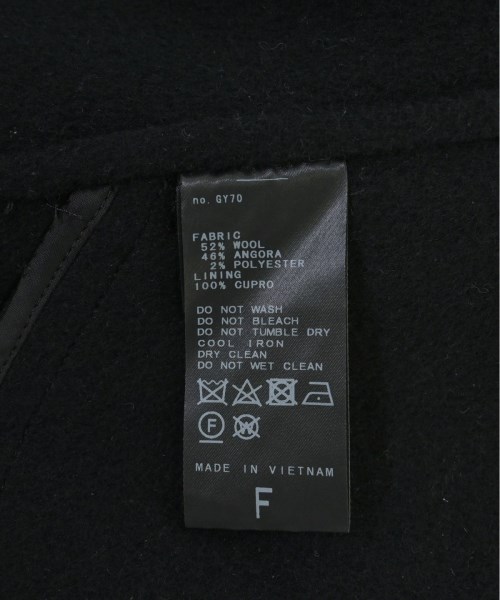 no. GY70
FABRIC
52% WOOL
46% ANGORA
2% POLYESTER
LINING
100% CUPRO
DO NOT WASH
DO NOT BLEACH
DO NOT TUMBLE DRY
COOL IRON
DRY CLEAN
DO NOT WET CLEAN
F W
MADE IN VIETNAM
F